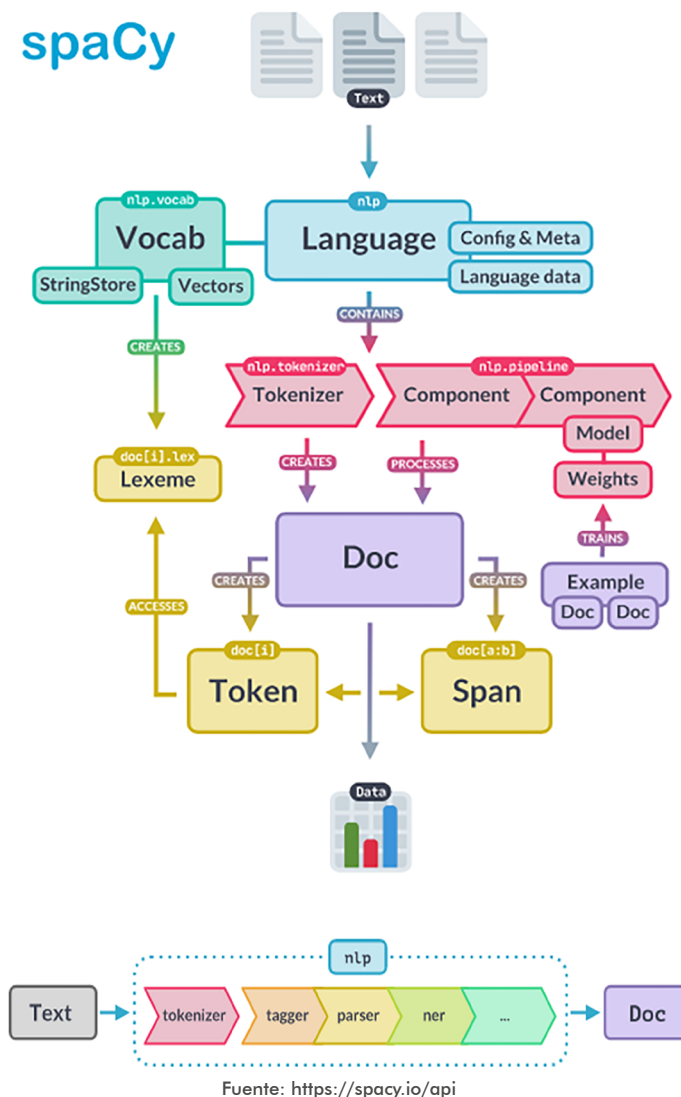 spaCy
Text
nlp.vocab
nlp
Vocab
Language
Config & Meta
StringStore
Vectors
Language data
CONTAINS
CREATES
nlp.tokenizer
nlp.pipeline
Tokenizer
Component
Component
Model
doc[i].lex
CREATES
PROCESSES
Lexeme
Weights
TRAINS
Doc
CREATES
CREATES
Example
ACCESSES
Doc
Doc
doc[i]
doc[a:b]
Token
Span
Data
nlp
Text
tokenizer
tagger
parser
ner
...
Doc
Fuente: https://spacy.io/api